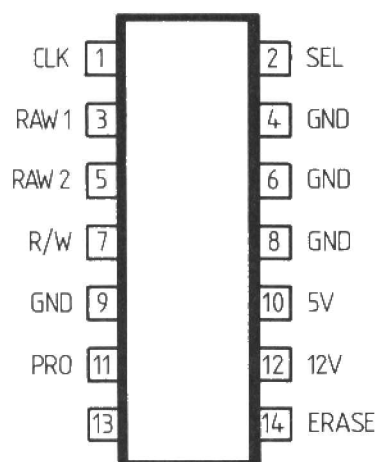 CLK 1 2 SEL
RAW 1 3 4 GND
RAW 2 5 6 GND
R/W 7 8 GND
GND 9 10 5V
PRO 11 12 12V
13 14 ERASE